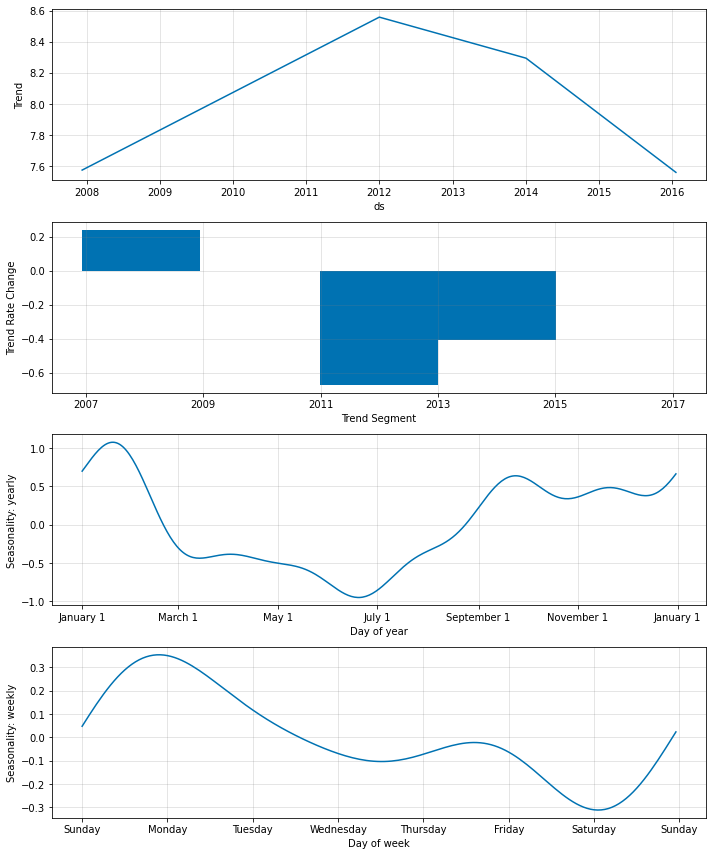 8.6
8.4
8.2
8.0
7.8
7.6
Trend
2008 2009 2010 2011 2012 2013 2014 2015 2016
ds
0.2
0.0
−0.2
−0.4
−0.6
Trend Rate Change
2007 2009 2011 2013 2015 2017
Trend Segment
1.0
0.5
0.0
−0.5
−1.0
Seasonality: yearly
January 1 March 1 May 1 July 1 September 1 November 1 January 1
Day of year
0.3
0.2
0.1
0.0
−0.1
−0.2
−0.3
Seasonality: weekly
Sunday Monday Tuesday Wednesday Thursday Friday Saturday Sunday
Day of week